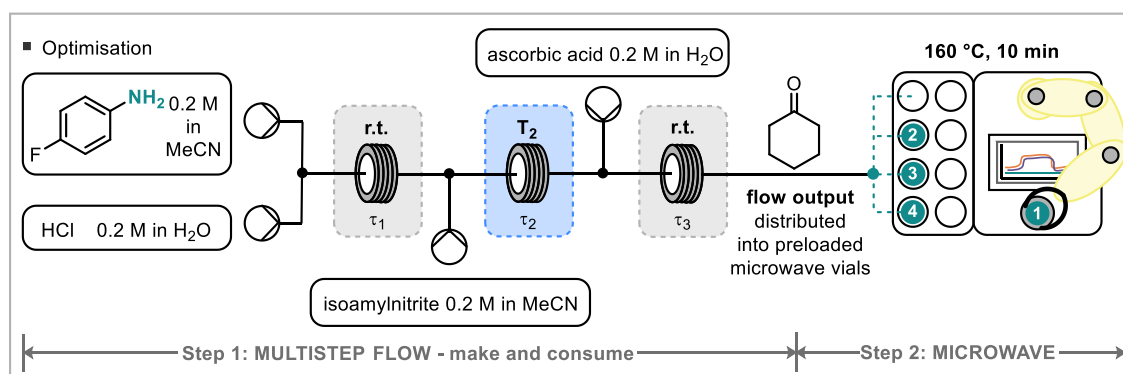 Optimisation
ascorbic acid 0.2 M in H₂O
160 °C, 10 min
NH₂ 0.2 M
in
MeCN
F
r.t.
T₂
r.t.
O
τ₁
τ₂
τ₃
HCl 0.2 M in H₂O
isoamylnitrite 0.2 M in MeCN
flow output
distributed
into preloaded
microwave vials
2
3
4
1
Step 1: MULTISTEP FLOW - make and consume
Step 2: MICROWAVE